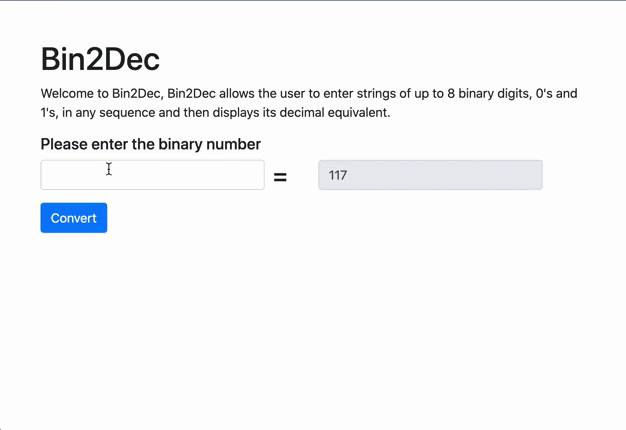 Bin2Dec
Welcome to Bin2Dec, Bin2Dec allows the user to enter strings of up to 8 binary digits, 0's and
1's, in any sequence and then displays its decimal equivalent.
Please enter the binary number
= 117
Convert